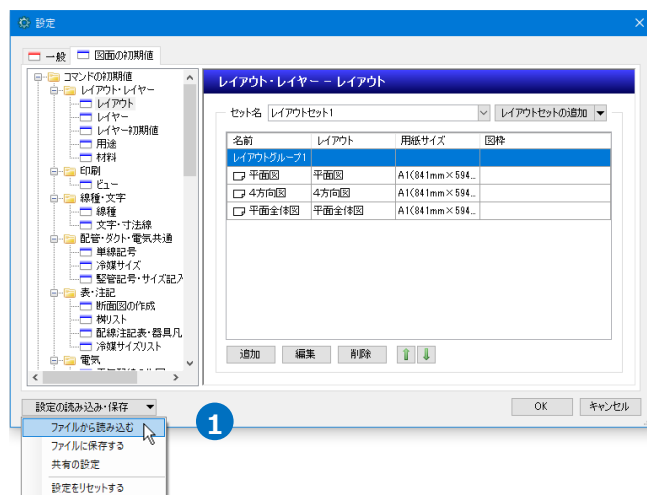 設定
一般 図面の初期値
コマンドの初期値
レイアウト・レイヤー
レイアウト
レイヤー
レイヤー初期値
用途
材料
印刷
ビュー
線種・文字
線種
文字・寸法線
配管・ダクト・電気共通
単線記号
冷媒サイズ
竪管記号・サイズ記入
表・注記
断面図の作成
桝リスト
配線注記表・器具凡
冷媒サイズリスト
電気
レイアウト・レイヤー － レイアウト
セット名 レイアウトセット1 レイアウトセットの追加
名前 レイアウト 用紙サイズ 図枠
レイアウトグループ1
平面図 平面図 A1(841mm×594...
4方向図 4方向図 A1(841mm×594...
平面全体図 平面全体図 A1(841mm×594...
追加 編集 削除
設定の読み込み・保存
OK キャンセル
ファイルから読み込む
1
ファイルに保存する
共有の設定
設定をリセットする